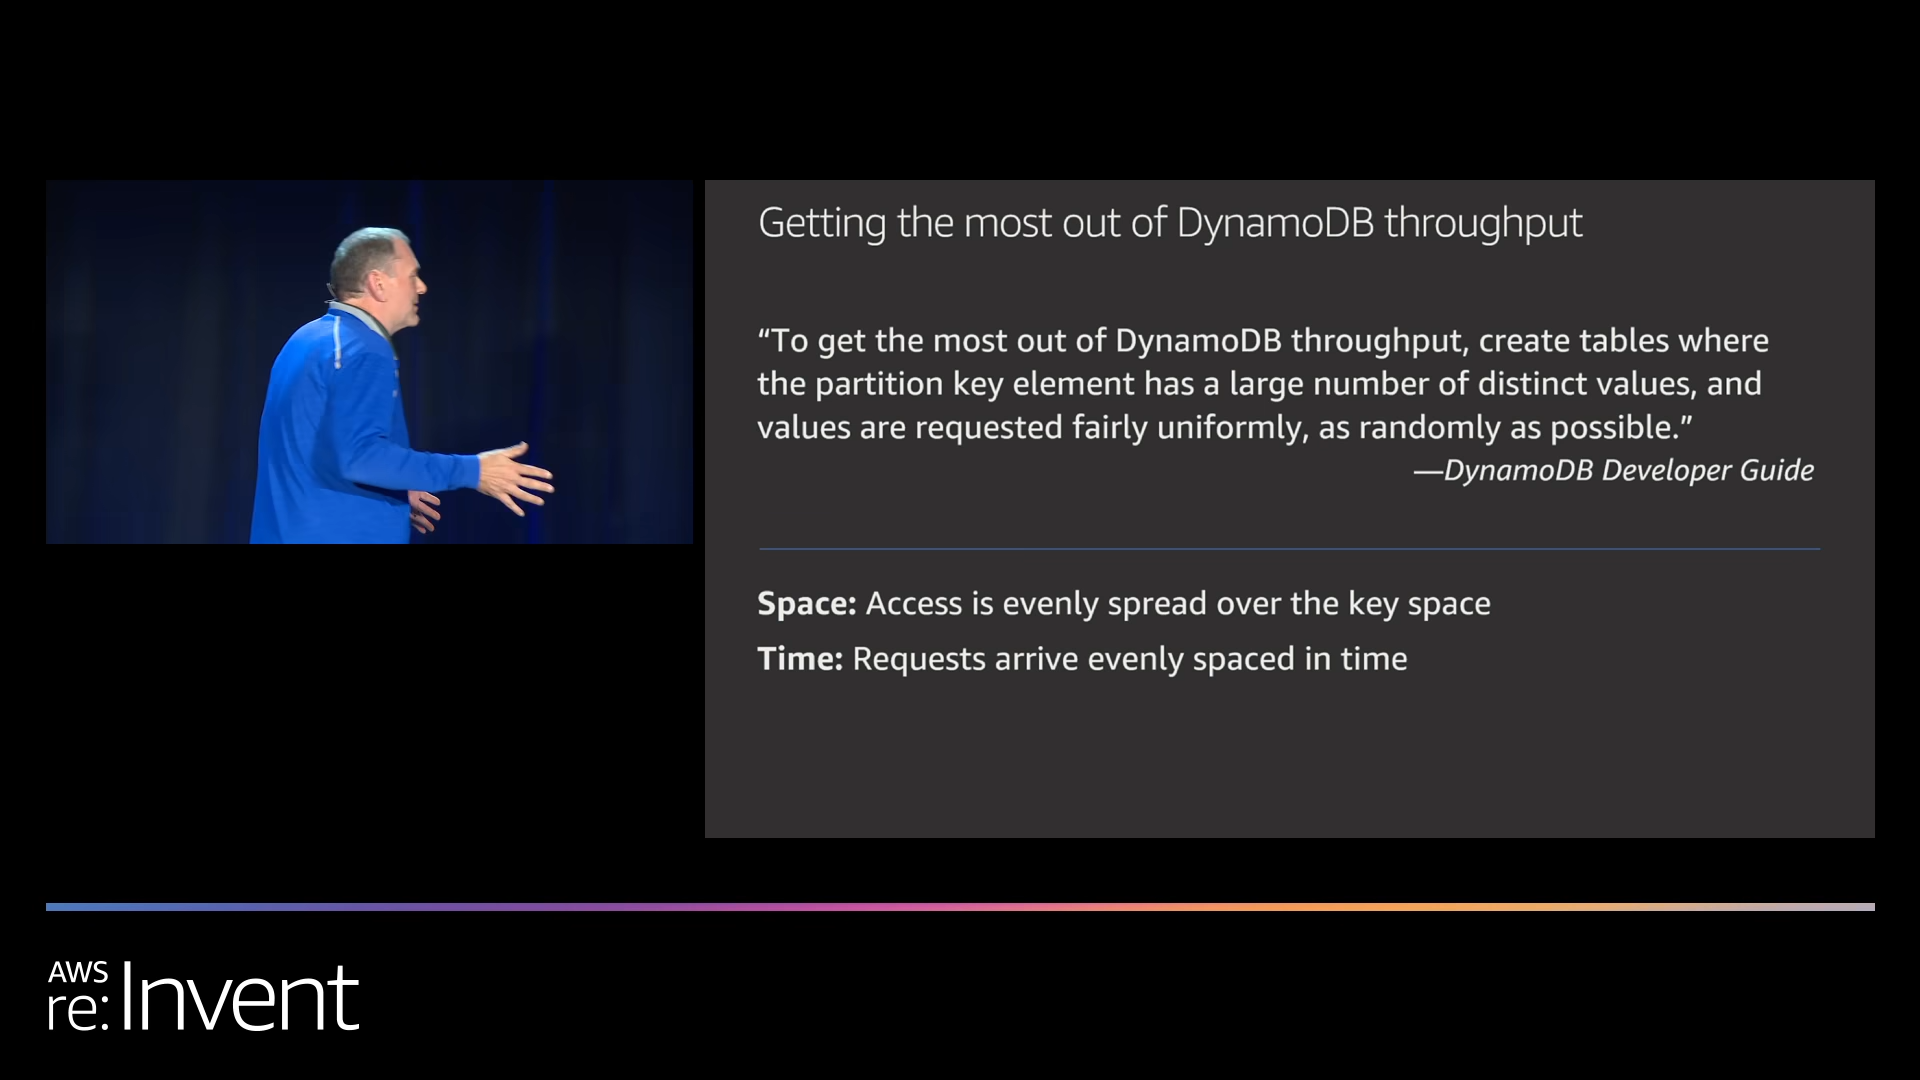 Getting the most out of DynamoDB throughput
“To get the most out of DynamoDB throughput, create tables where
the partition key element has a large number of distinct values, and
values are requested fairly uniformly, as randomly as possible.”
—DynamoDB Developer Guide
Space: Access is evenly spread over the key space
Time: Requests arrive evenly spaced in time
AWS
re:Invent